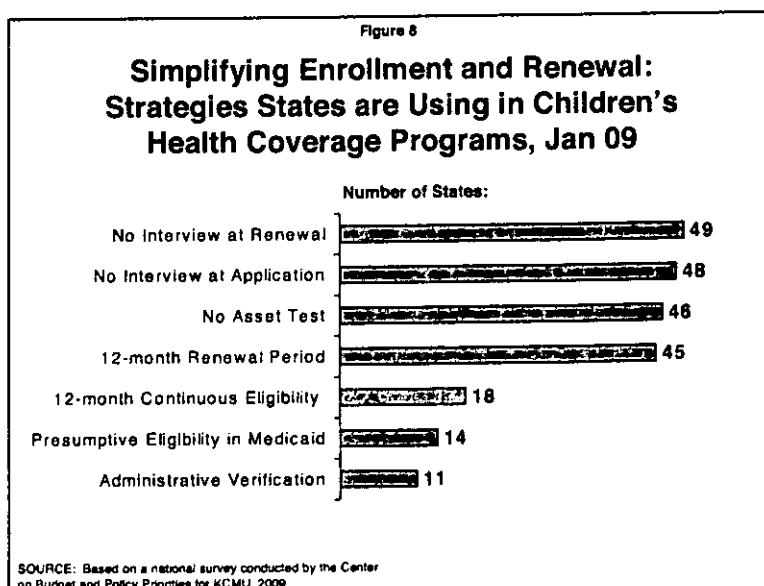 Figure 8
Simplifying Enrollment and Renewal:
Strategies States are Using in Children's
Health Coverage Programs, Jan 09
Number of States:
No Interview at Renewal 49
No Interview at Application 48
No Asset Test 46
12-month Renewal Period 45
12-month Continuous Eligibility 18
Presumptive Eligibility in Medicaid 14
Administrative Verification 11
SOURCE: Based on a national survey conducted by the Center
on Budget and Policy Priorities for KCMU, 2009